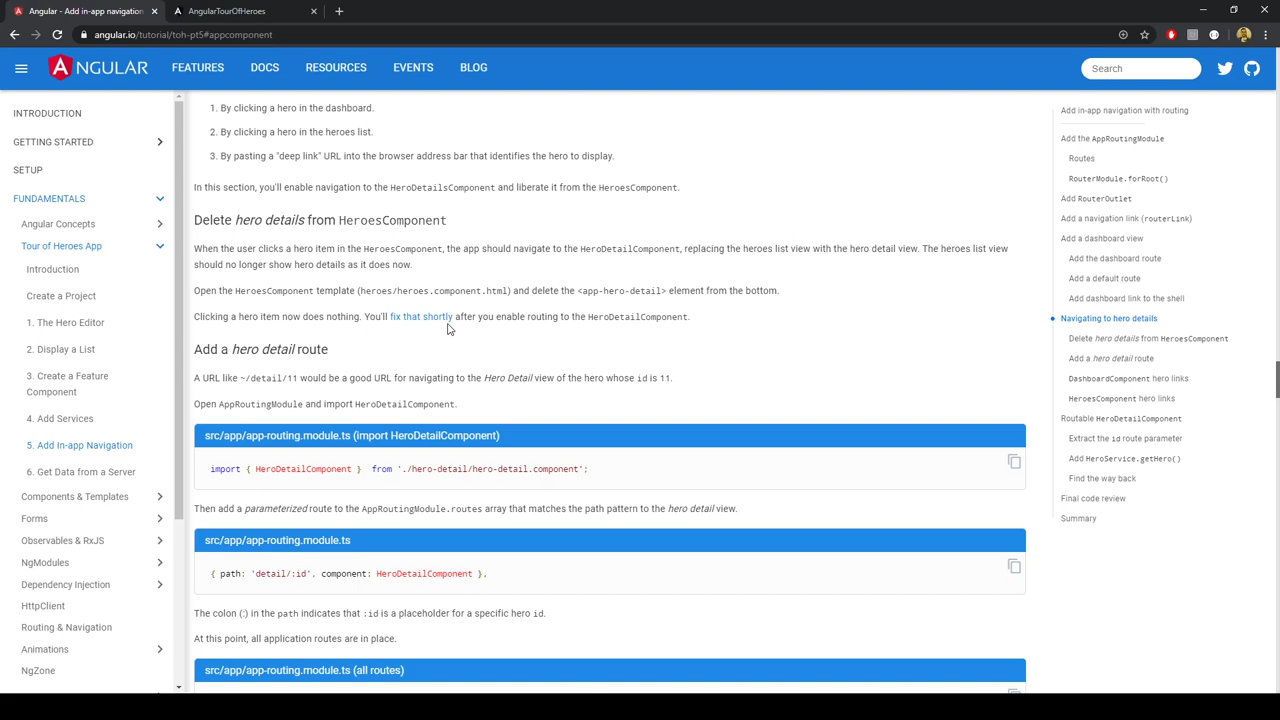 Angular - Add in-app navigation
AngularTourOfHeroes
angular.io/tutorial/toh-pt5#appcomponent
ANGULAR
FEATURES
DOCS
RESOURCES
EVENTS
BLOG
Search
INTRODUCTION
GETTING STARTED
SETUP
FUNDAMENTALS
Angular Concepts
Tour of Heroes App
Introduction
Create a Project
1. The Hero Editor
2. Display a List
3. Create a Feature
Component
4. Add Services
5. Add In-app Navigation
6. Get Data from a Server
Components & Templates
Forms
Observables & RxJS
NgModules
Dependency Injection
HttpClient
Routing & Navigation
Animations
NgZone
1. By clicking a hero in the dashboard.
2. By clicking a hero in the heroes list.
3. By pasting a "deep link" URL into the browser address bar that identifies the hero to display.
In this section, you'll enable navigation to the HeroDetailsComponent and liberate it from the HeroesComponent.
Delete hero details from HeroesComponent
When the user clicks a hero item in the HeroesComponent, the app should navigate to the HeroDetailComponent, replacing the heroes list view with the hero detail view. The heroes list view
should no longer show hero details as it does now.
Open the HeroesComponent template (heroes/heroes.component.html) and delete the <app-hero-detail> element from the bottom.
Clicking a hero item now does nothing. You'll fix that shortly after you enable routing to the HeroDetailComponent.
Add a hero detail route
A URL like ~/detail/11 would be a good URL for navigating to the Hero Detail view of the hero whose id is 11.
Open AppRoutingModule and import HeroDetailComponent.
src/app/app-routing.module.ts (import HeroDetailComponent)
import { HeroDetailComponent }  from './hero-detail/hero-detail.component';
Then add a parameterized route to the AppRoutingModule.routes array that matches the path pattern to the hero detail view.
src/app/app-routing.module.ts
{ path: 'detail/:id', component: HeroDetailComponent },
The colon (:) in the path indicates that :id is a placeholder for a specific hero id.
At this point, all application routes are in place.
src/app/app-routing.module.ts (all routes)
Add in-app navigation with routing
Add the AppRoutingModule
Routes
RouterModule.forRoot()
Add RouterOutlet
Add a navigation link (routerLink)
Add a dashboard view
Add the dashboard route
Add a default route
Add dashboard link to the shell
Navigating to hero details
Delete hero details from HeroesComponent
Add a hero detail route
DashboardComponent hero links
HeroesComponent hero links
Routable HeroDetailComponent
Extract the id route parameter
Add HeroService.getHero()
Find the way back
Final code review
Summary